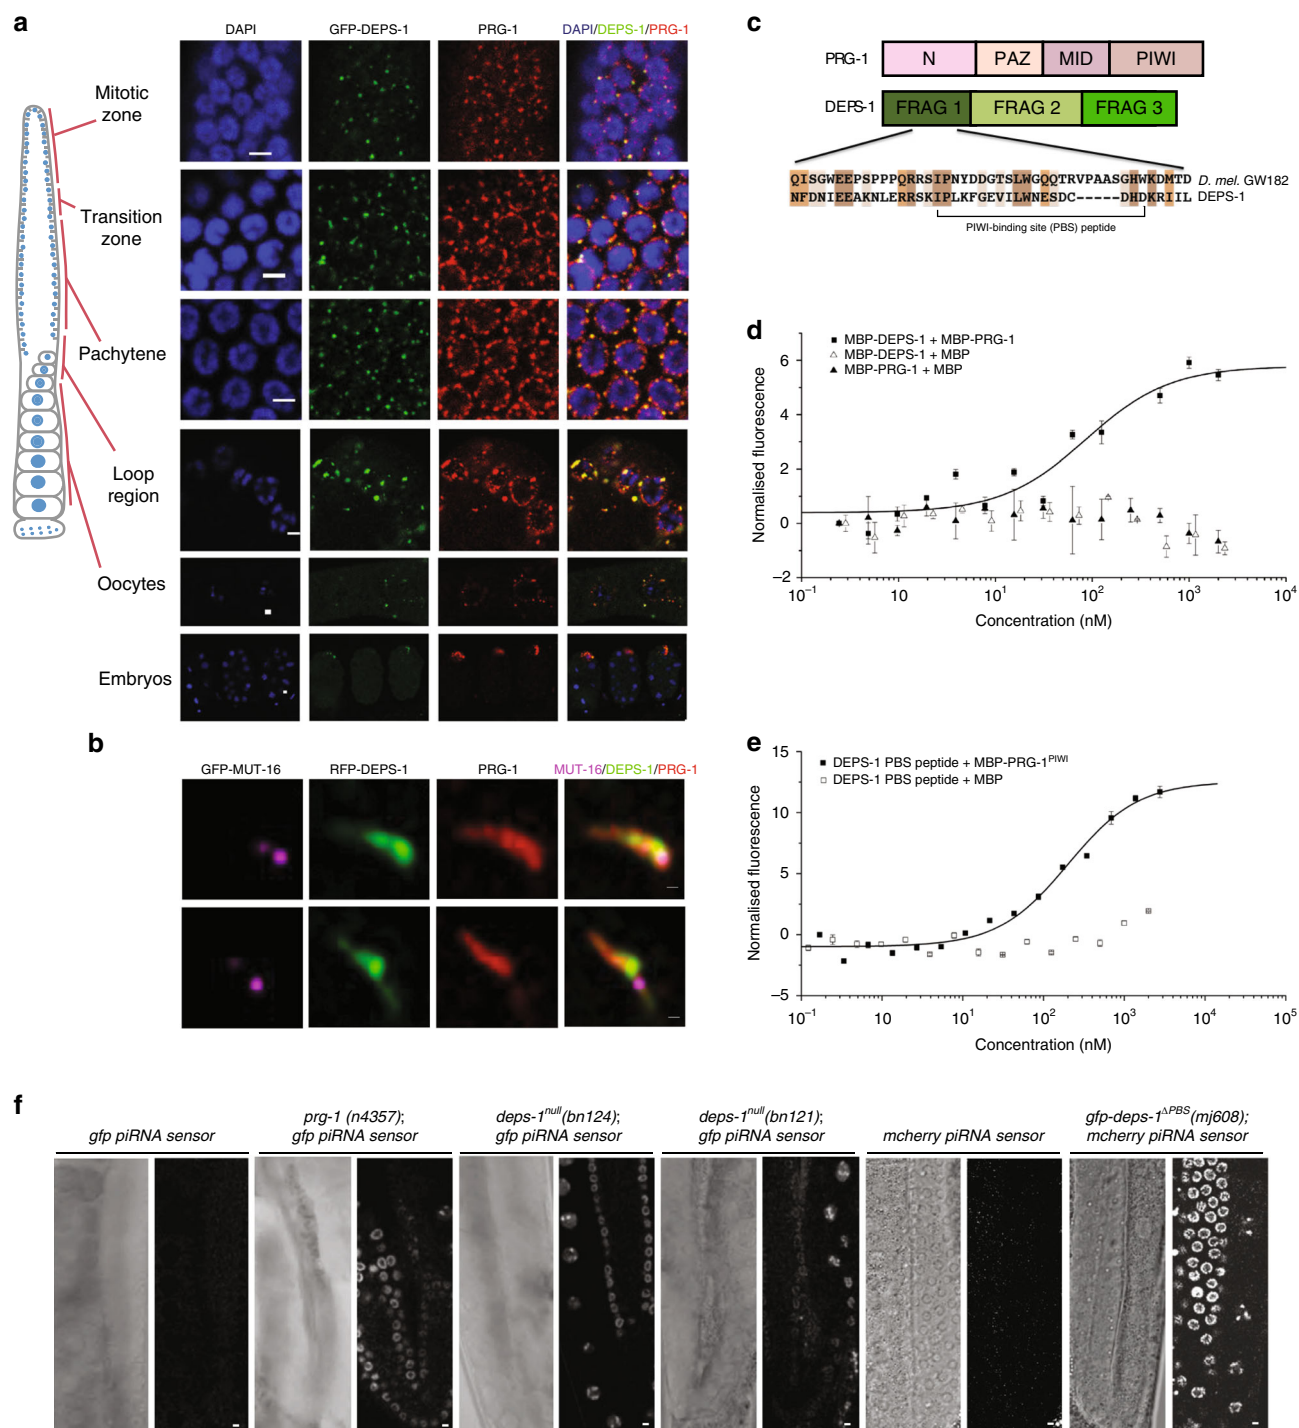 a
DAPI
GFP-DEPS-1
PRG-1
DAPI/DEPS-1/PRG-1
Mitotic
zone
Transition
zone
Pachytene
Loop
region
Oocytes
Embryos
b
GFP-MUT-16
RFP-DEPS-1
PRG-1
MUT-16/DEPS-1/PRG-1
c
PRG-1
N
PAZ
MID
PIWI
DEPS-1
FRAG 1
FRAG 2
FRAG 3
QISGWEEPSPPPQRRSIPNYDDGTSLWGQQTRVPAASGHWKDMTD D. mel. GW182
NFDNIEEAKNLERRSKIPLKFGEVILWNESDC-----DHDKRIIL DEPS-1
PIWI-binding site (PBS) peptide
d
MBP-DEPS-1 + MBP-PRG-1
MBP-DEPS-1 + MBP
MBP-PRG-1 + MBP
Normalised fluorescence
6
4
2
0
–2
10⁻¹
10
10¹
10²
10³
10⁴
Concentration (nM)
e
DEPS-1 PBS peptide + MBP-PRG-1ᴾᴵᵂᴵ
DEPS-1 PBS peptide + MBP
Normalised fluorescence
15
10
5
0
–5
10⁻¹
10
10¹
10²
10³
10⁴
10⁵
Concentration (nM)
f
gfp piRNA sensor
prg-1 (n4357);
gfp piRNA sensor
deps-1ⁿᵘˡˡ(bn124);
gfp piRNA sensor
deps-1ⁿᵘˡˡ(bn121);
gfp piRNA sensor
mcherry piRNA sensor
gfp-deps-1^ΔPBS(mj608);
mcherry piRNA sensor